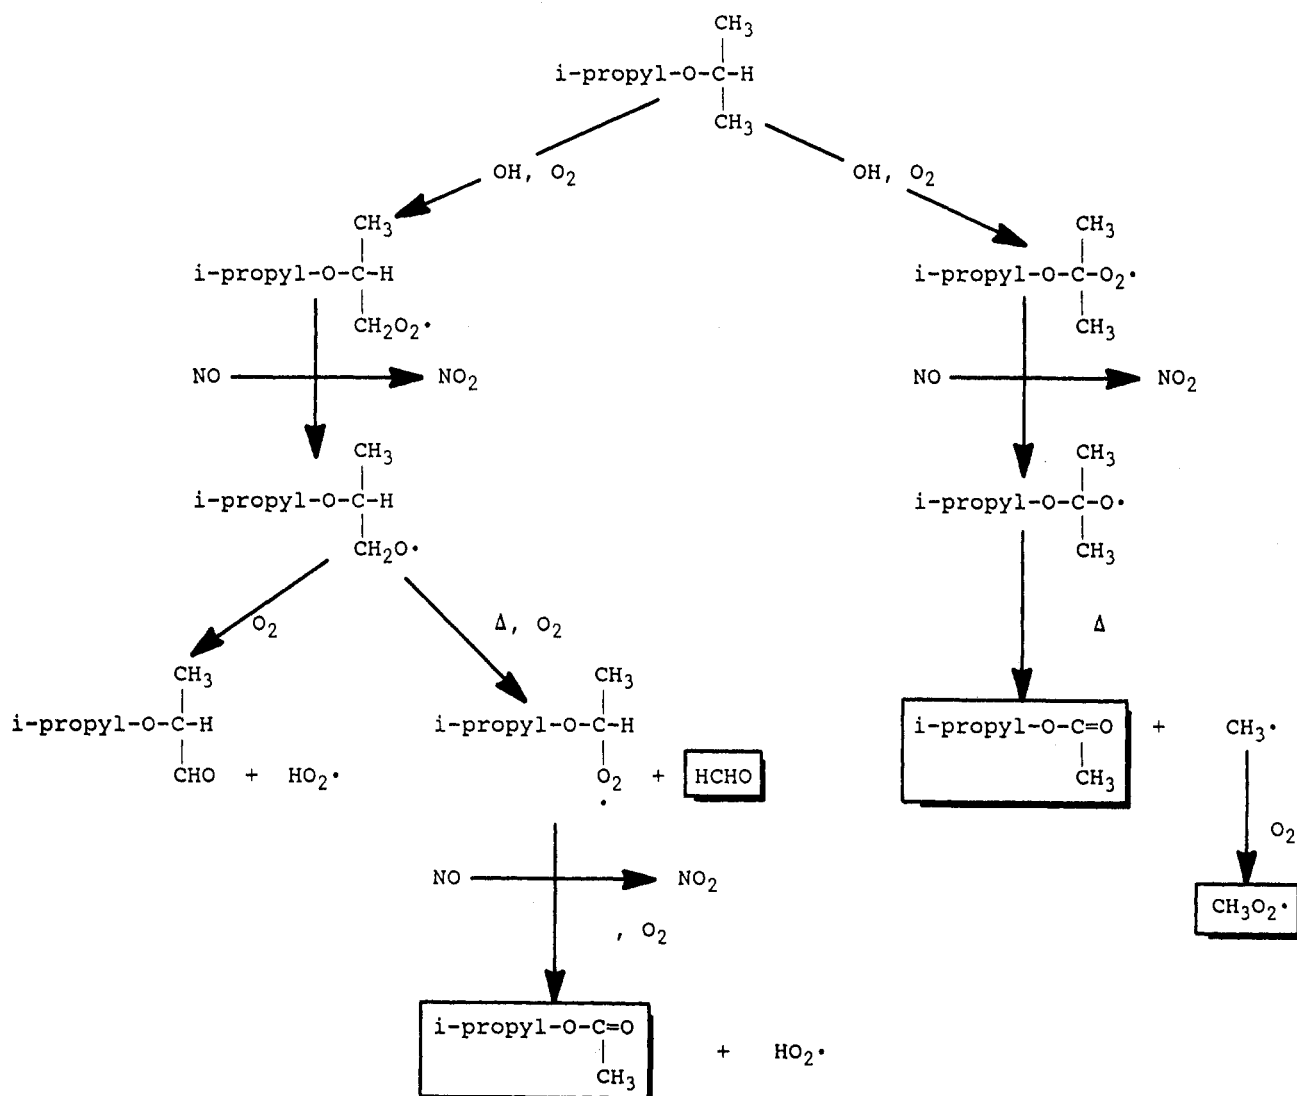 CH₃
i-propyl-O-C-H
CH₃
OH, O₂
OH, O₂
CH₃
i-propyl-O-C-H
CH₂O₂•
CH₃
i-propyl-O-C-O₂•
CH₃
NO
NO₂
NO
NO₂
CH₃
i-propyl-O-C-H
CH₂O•
CH₃
i-propyl-O-C-O•
CH₃
O₂
Δ, O₂
Δ
CH₃
i-propyl-O-C-H
CHO + HO₂•
CH₃
i-propyl-O-C-H
O₂ + HCHO
•
i-propyl-O-C=O + CH₃•
CH₃
O₂
CH₃O₂•
NO
NO₂
, O₂
i-propyl-O-C=O
CH₃
+ HO₂•